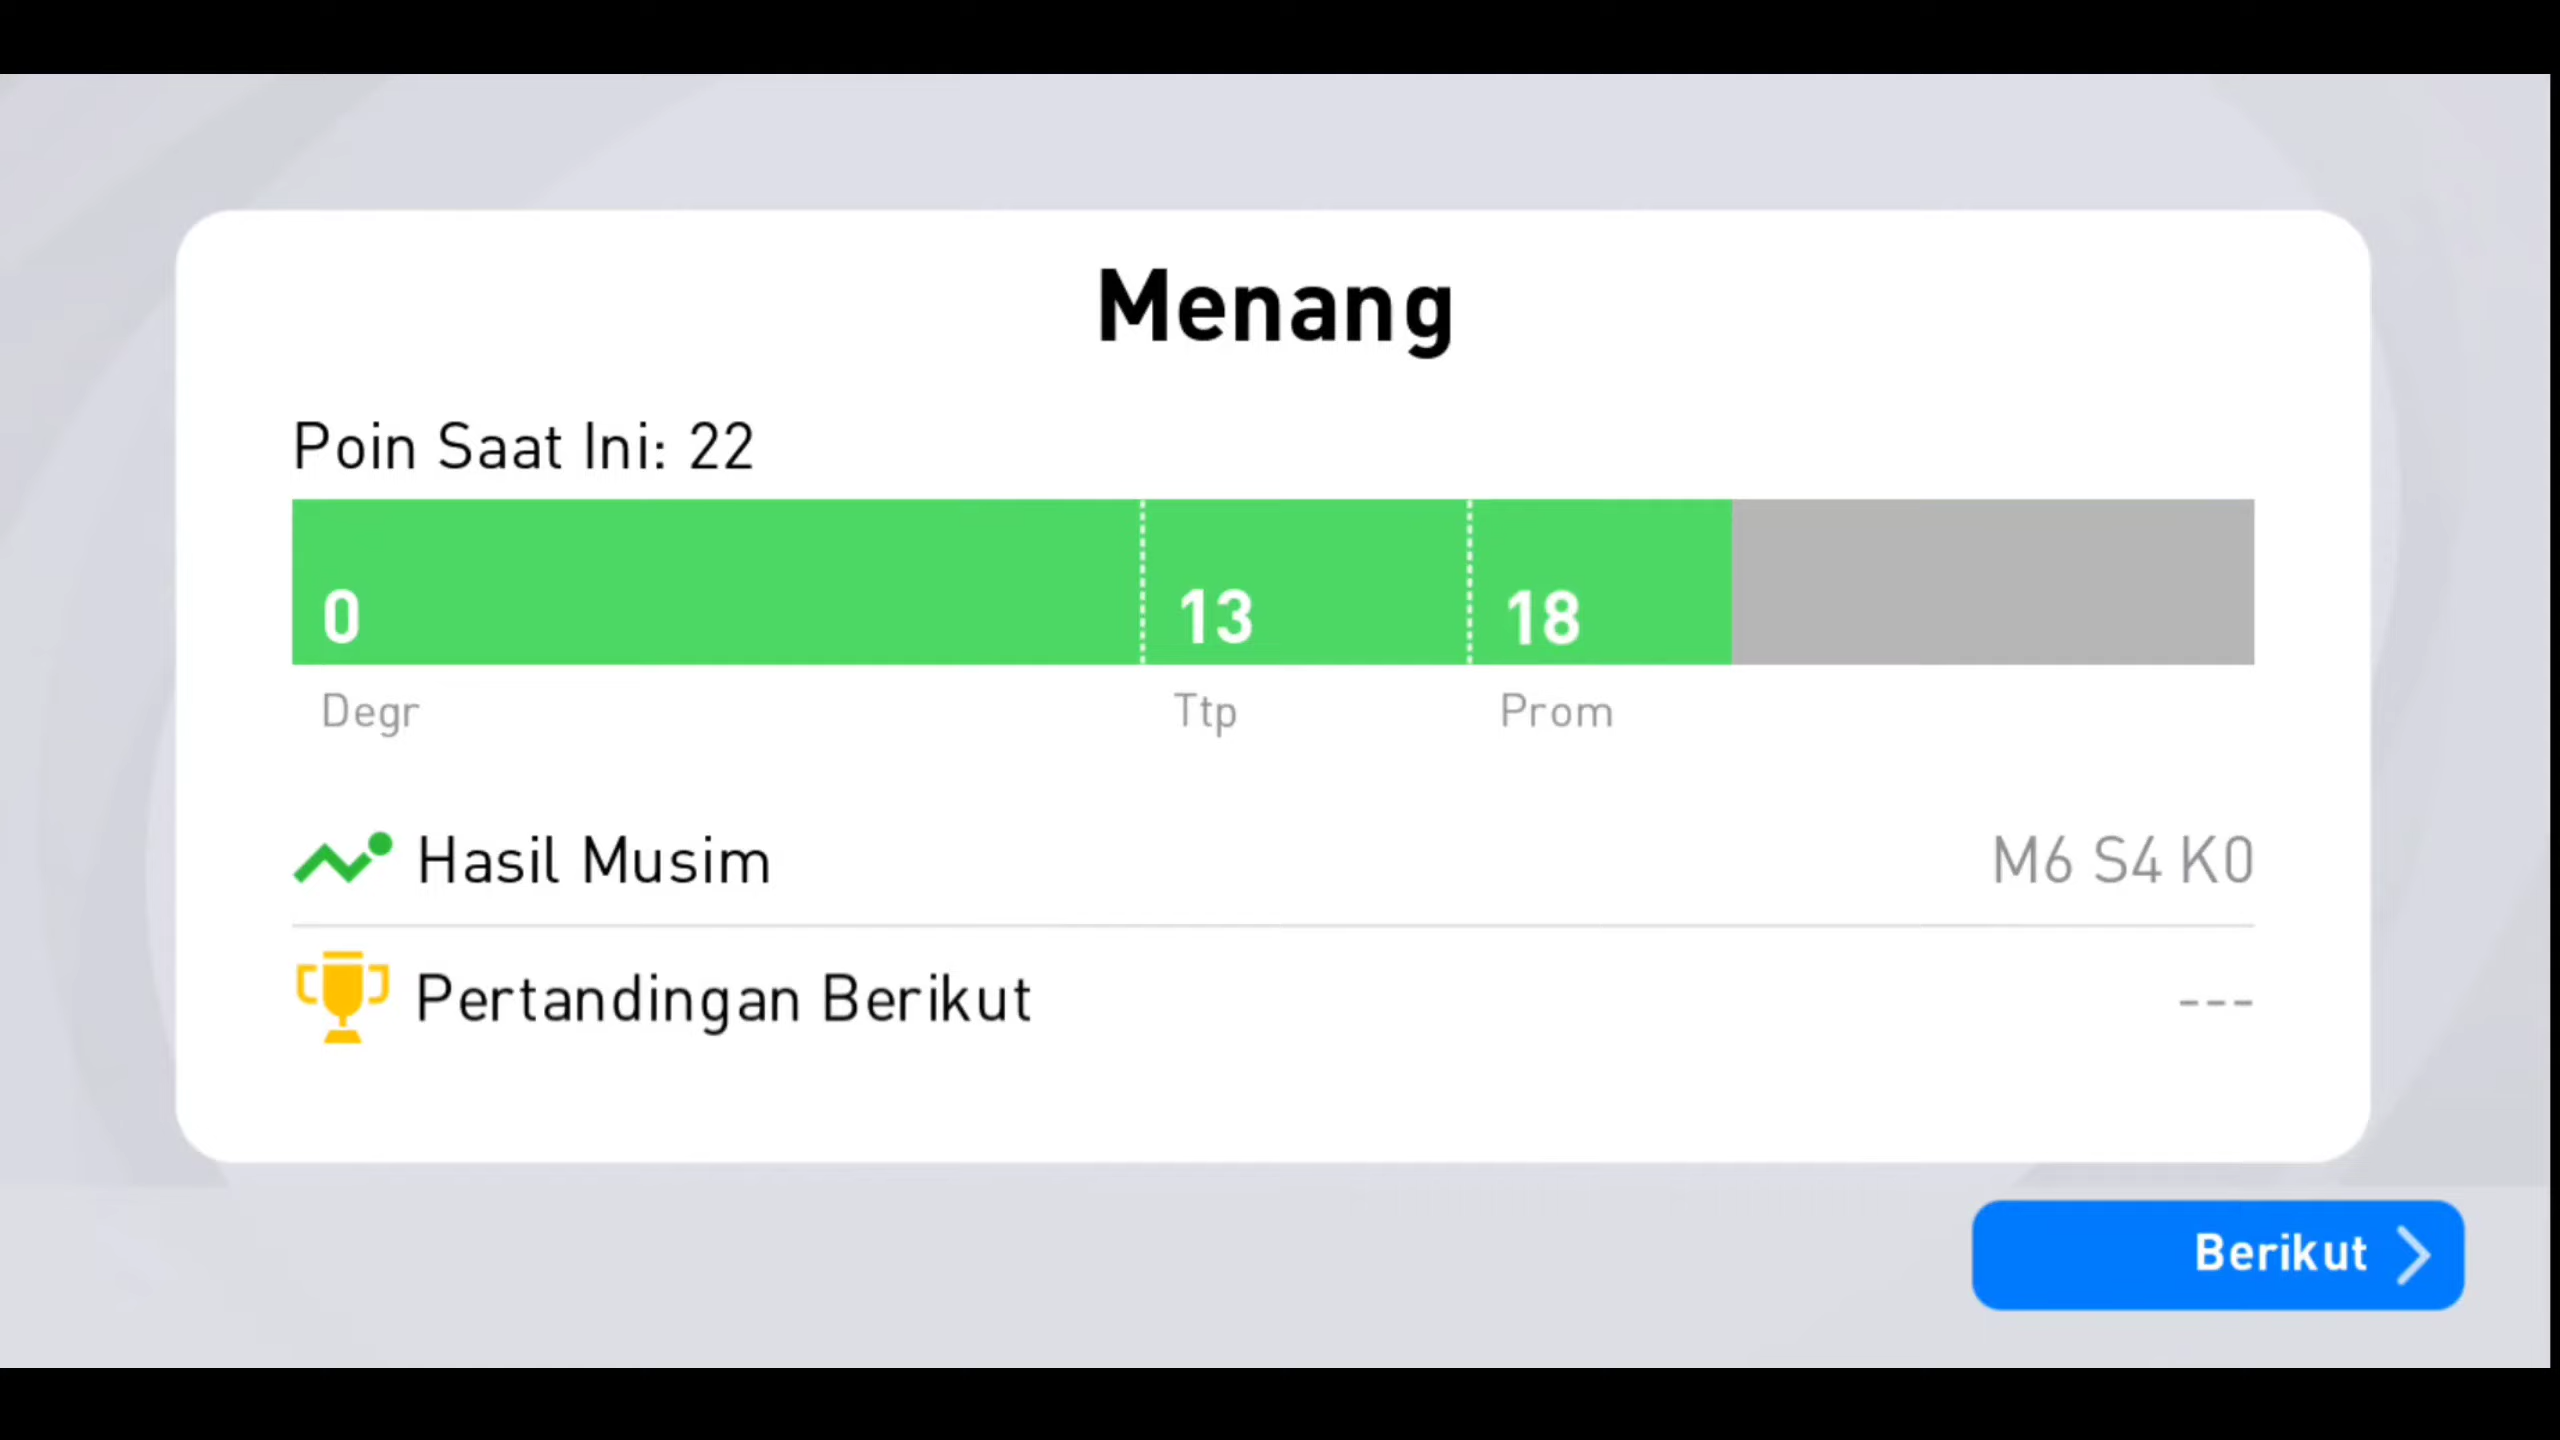 Menang
Poin Saat Ini: 22
0 13 18
Degr Ttp Prom
Hasil Musim M6 S4 K0
Pertandingan Berikut ---
Berikut